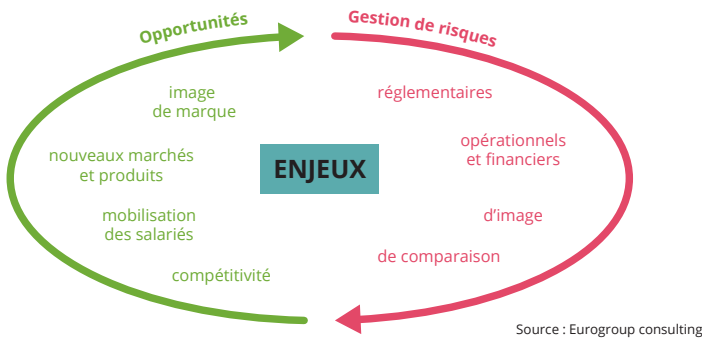 Opportunités
image
de marque
nouveaux marchés
et produits
mobilisation
des salariés
compétitivité
ENJEUX
Gestion de risques
réglementaires
opérationnels
et financiers
d'image
de comparaison
Source : Eurogroup consulting